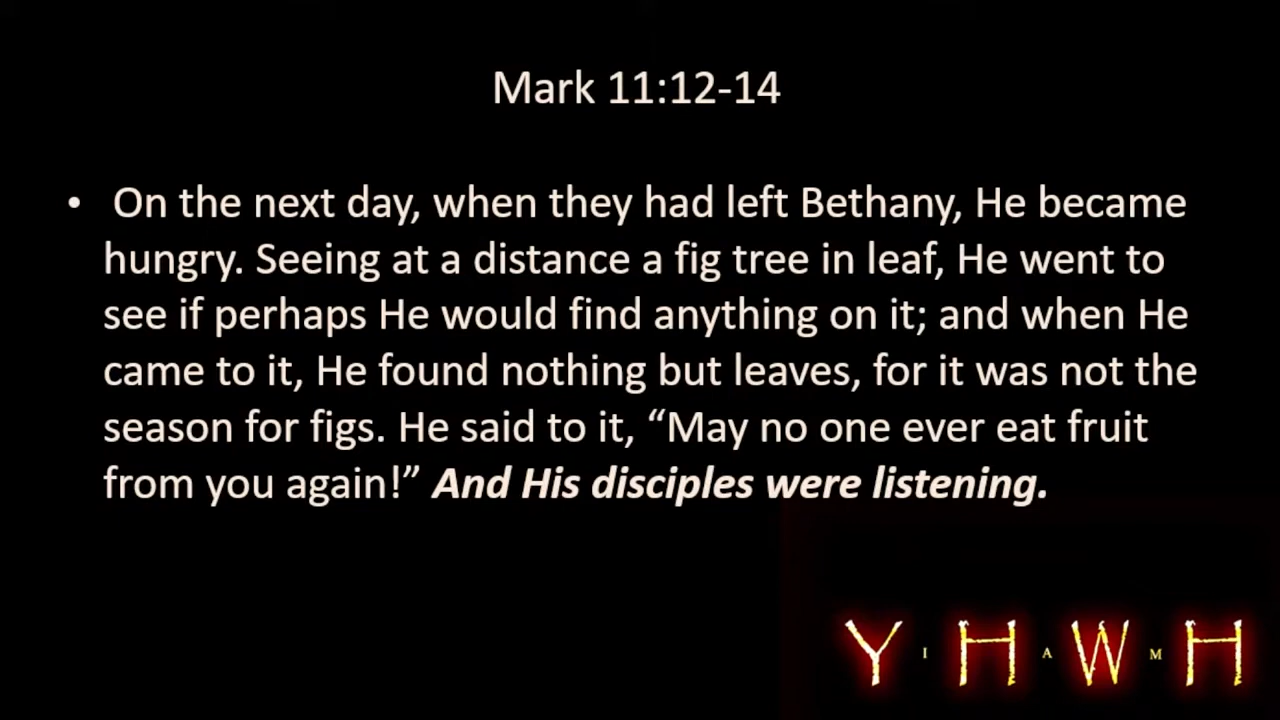 Mark 11:12-14
• On the next day, when they had left Bethany, He became
hungry. Seeing at a distance a fig tree in leaf, He went to
see if perhaps He would find anything on it; and when He
came to it, He found nothing but leaves, for it was not the
season for figs. He said to it, “May no one ever eat fruit
from you again!” And His disciples were listening.
Y I H A W M H